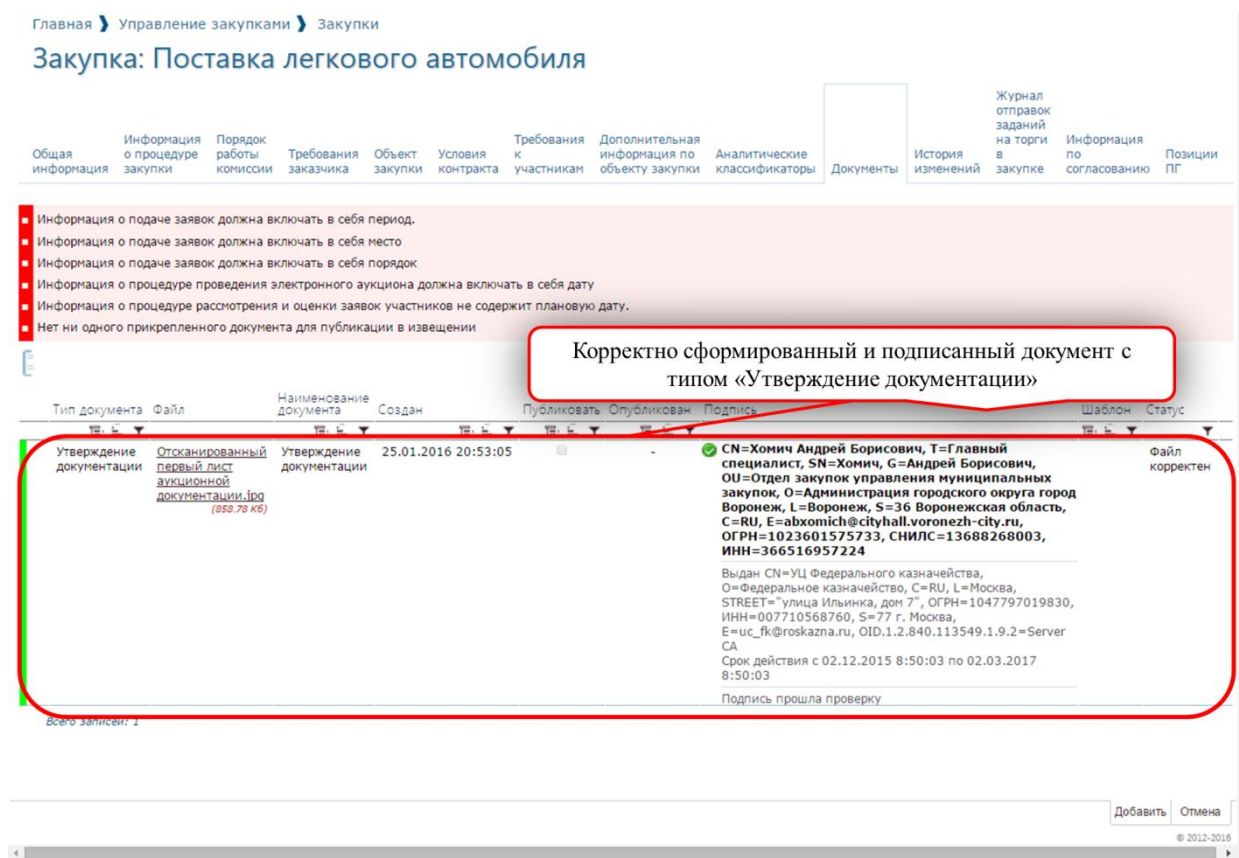 Главная ❱ Управление закупками ❱ Закупки
Закупка: Поставка легкового автомобиля
Общая информация
Информация о процедуре закупки
Порядок работы комиссии
Требования заказчика
Объект закупки
Условия контракта
Требования к участникам
Дополнительная информация по объекту закупки
Аналитические классификаторы
Документы
История изменений
Журнал отправок заданий на торги в закупке
Информация по согласованию
Позиции ПГ
Информация о подаче заявок должна включать в себя период.
Информация о подаче заявок должна включать в себя место
Информация о подаче заявок должна включать в себя порядок
Информация о процедуре проведения электронного аукциона должна включать в себя дату
Информация о процедуре рассмотрения и оценки заявок участников не содержит плановую дату.
Нет ни одного прикрепленного документа для публикации в извещении
Корректно сформированный и подписанный документ с
типом «Утверждение документации»
Тип документа Файл Наименование документа Создан Публиковать Опубликован Подпись Шаблон Статус
Утверждение
документации
Отсканированный
первый лист
аукционной
документации.jpg
(858.78 Кб)
Утверждение
документации
25.01.2016 20:53:05
-
CN=Хомич Андрей Борисович, T=Главный
специалист, SN=Хомич, G=Андрей Борисович,
OU=Отдел закупок управления муниципальных
закупок, O=Администрация городского округа город
Воронеж, L=Воронеж, S=36 Воронежская область,
C=RU, E=abxomich@cityhall.voronezh-city.ru,
ОГРН=1023601575733, СНИЛС=13688268003,
ИНН=366516957224
Выдан CN=УЦ Федерального казначейства,
O=Федеральное казначейство, C=RU, L=Москва,
STREET="улица Ильинка, дом 7", ОГРН=1047797019830,
ИНН=007710568760, S=77 г. Москва,
E=uc_fk@roskazna.ru, OID.1.2.840.113549.1.9.2=Server
CA
Срок действия с 02.12.2015 8:50:03 по 02.03.2017
8:50:03
Подпись прошла проверку
Файл
корректен
Всего записей: 1
Добавить Отмена
© 2012-2016